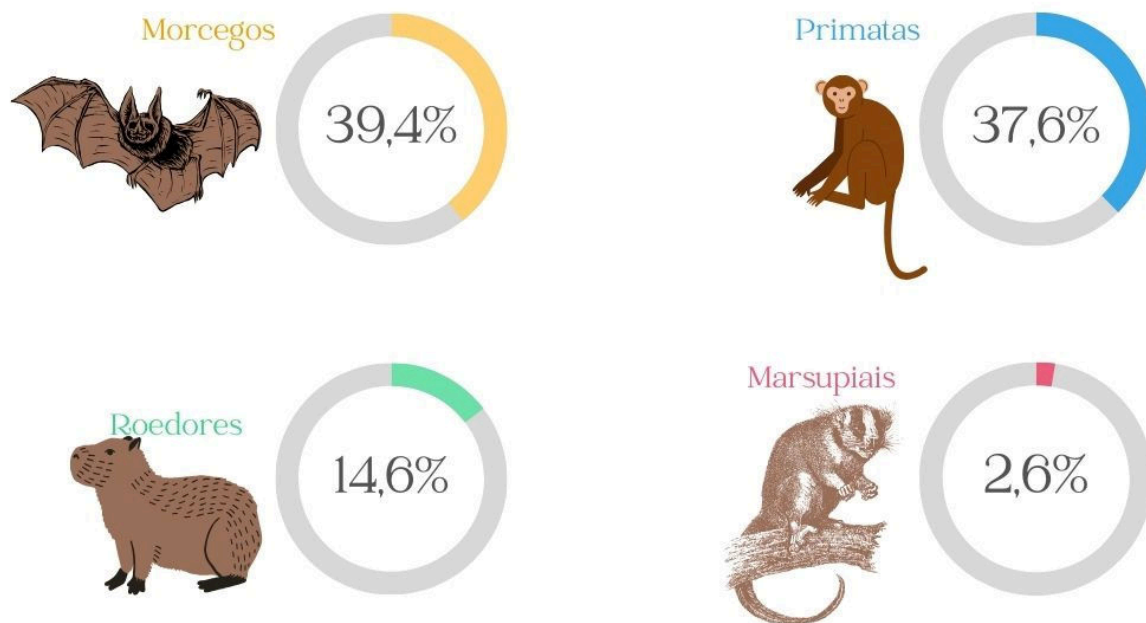 Morcegos
39,4%
Primatas
37,6%
Roedores
14,6%
Marsupiais
2,6%